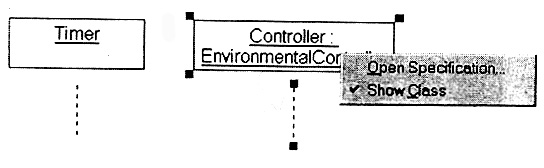 Timer
Controller :
Open Specification...
Show Class